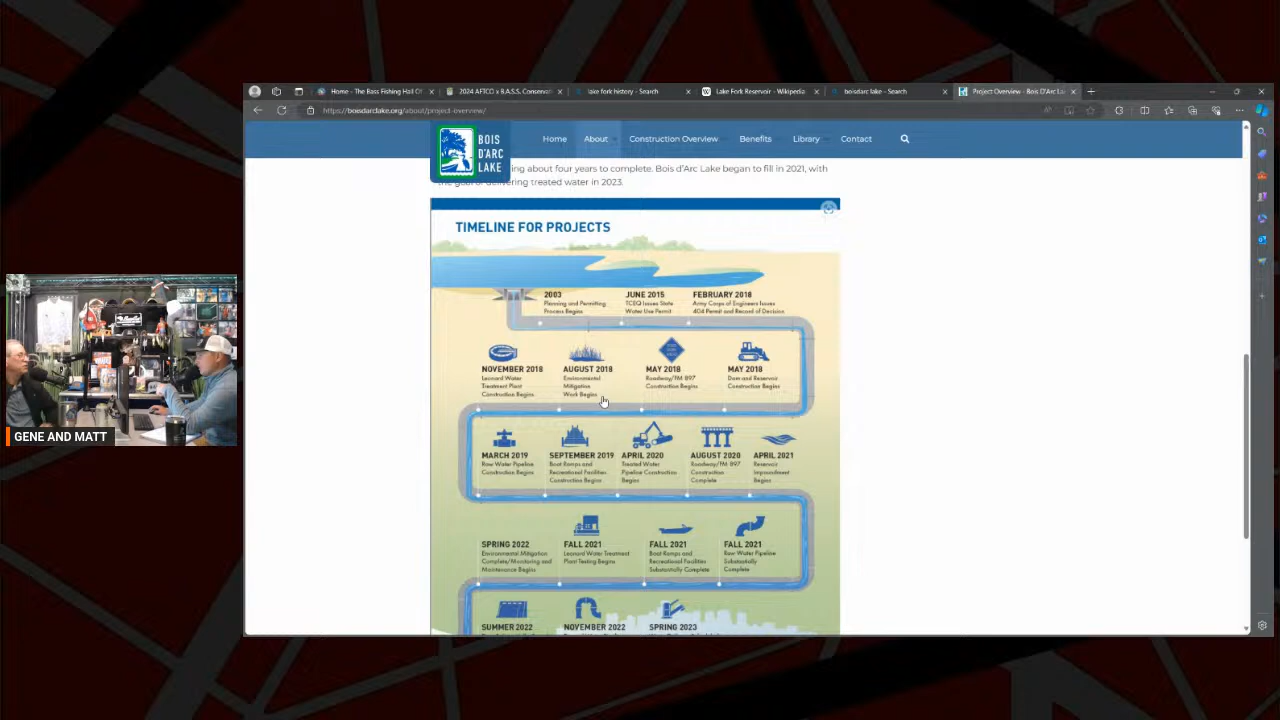 Home - The Bass Fishing Hall Of
2024 AFTCO x B.A.S.S. Conservat
lake fork history - Search
Lake Fork Reservoir - Wikipedia
boisdarc lake - Search
Project Overview - Bois D'Arc La
https://boisdarclake.org/about/project-overview/
BOIS
D'ARC
LAKE
Home
About
Construction Overview
Benefits
Library
Contact
ing about four years to complete. Bois d'Arc Lake began to fill in 2021, with
delivering treated water in 2023.
TIMELINE FOR PROJECTS
2003
Planning and Permitting
Process Begins
JUNE 2015
TCEQ Issues State
Water Use Permit
FEBRUARY 2018
Army Corps of Engineers Issues
404 Permit and Record of Decision
NOVEMBER 2018
Leonard Water
Treatment Plant
Construction Begins
AUGUST 2018
Environmental
Mitigation
Work Begins
MAY 2018
Roadway/FM 897
Construction Begins
MAY 2018
Dam and Reservoir
Construction Begins
MARCH 2019
Raw Water Pipeline
Construction Begins
SEPTEMBER 2019
Boat Ramps and
Recreational Facilities
Construction Begins
APRIL 2020
Treated Water
Pipeline Construction
Begins
AUGUST 2020
Roadway/FM 897
Construction
Complete
APRIL 2021
Reservoir
Impoundment
Begins
SPRING 2022
Environmental Mitigation
Complete/Monitoring and
Maintenance Begins
FALL 2021
Leonard Water Treatment
Plant Testing Begins
FALL 2021
Boat Ramps and
Recreational Facilities
Substantially Complete
FALL 2021
Raw Water Pipeline
Substantially
Complete
SUMMER 2022
NOVEMBER 2022
SPRING 2023
GENE AND MATT